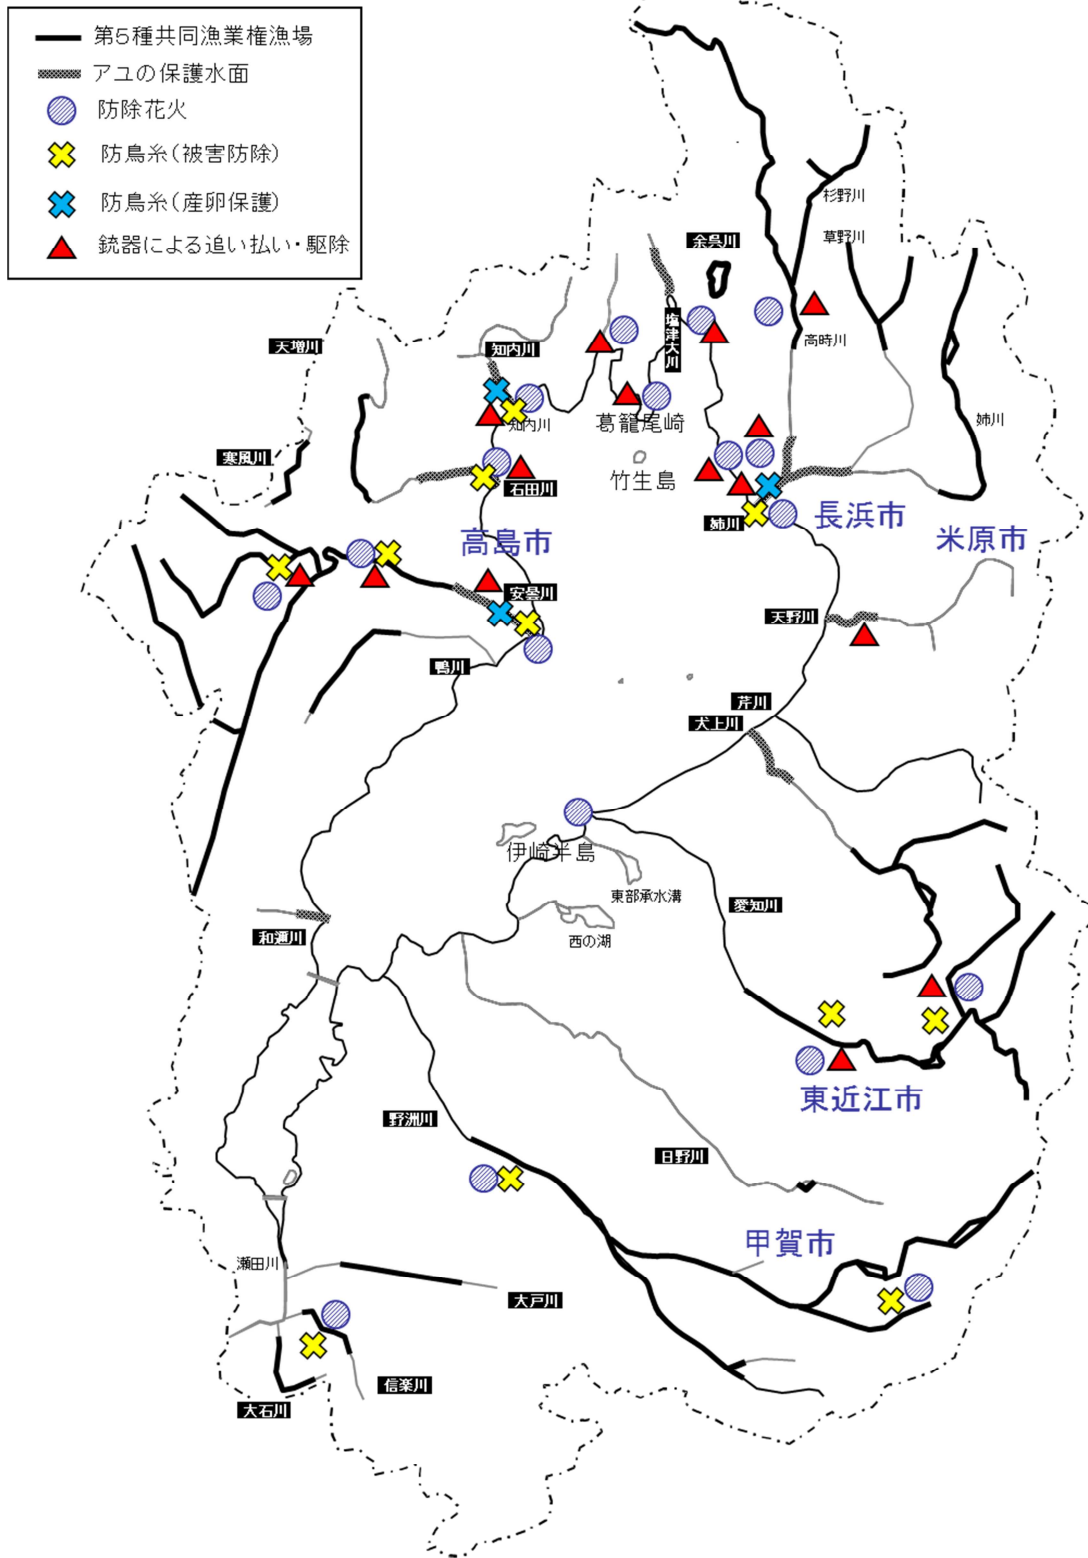 第5種共同漁業権漁場
アユの保護水面
防除花火
防鳥糸(被害防除)
防鳥糸(産卵保護)
銃器による追い払い・駆除
杉野川
草野川
余呉川
塩津大川
天増川
知内川
高時川
知内川
葛籠尾崎
姉川
寒風川
竹生島
石田川
姉川
長浜市
米原市
高島市
安曇川
天野川
鴨川
芹川
犬上川
伊崎半島
東部承水溝
愛知川
西の湖
和邇川
東近江市
野洲川
日野川
甲賀市
瀬田川
大戸川
信楽川
大石川